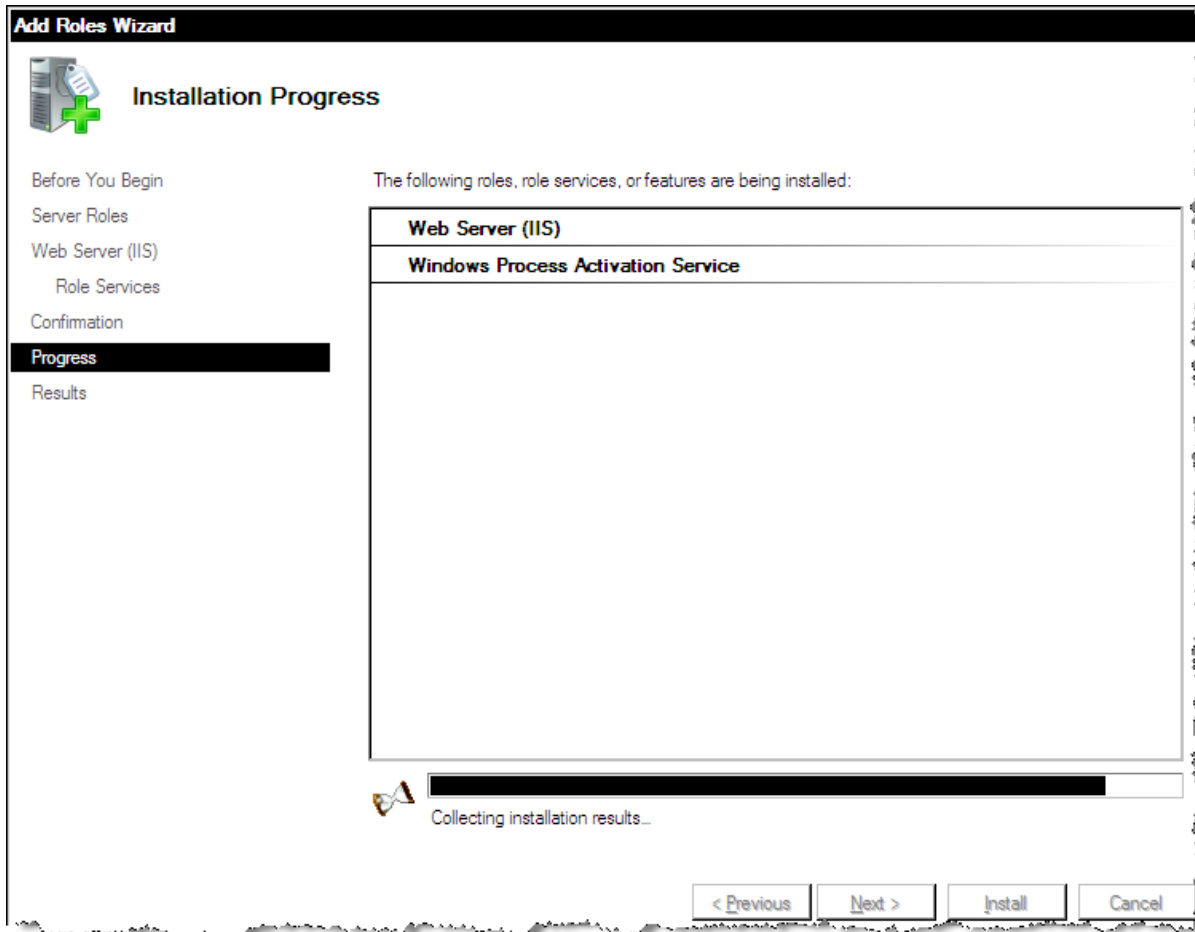 Add Roles Wizard
Installation Progress
Before You Begin
Server Roles
Web Server (IIS)
Role Services
Confirmation
Progress
Results
The following roles, role services, or features are being installed:
Web Server (IIS)
Windows Process Activation Service
Collecting installation results...
< Previous
Next >
Install
Cancel